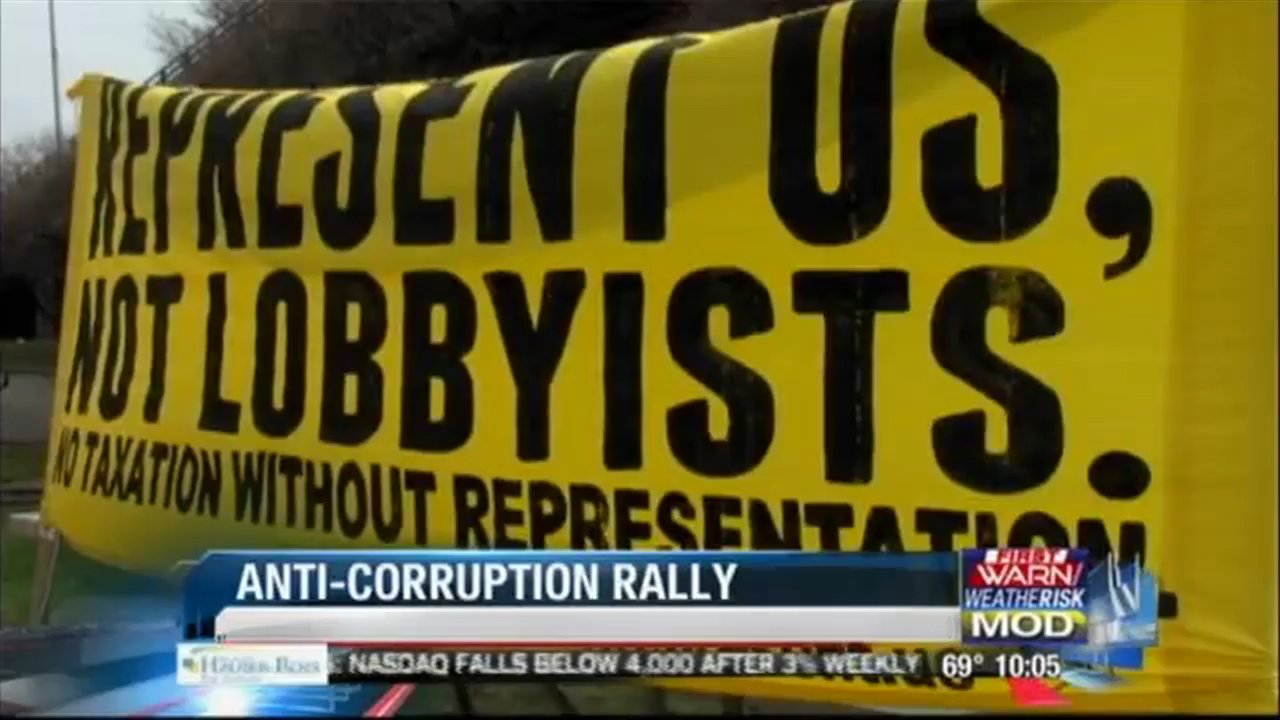 REPRESENT US,
NOT LOBBYISTS.
NO TAXATION WITHOUT REPRESENTATION
ANTI-CORRUPTION RALLY
FIRST
WARN
WEATHERISK
MOD
: NASDAQ FALLS BELOW 4,000 AFTER 3% WEEKLY
69° 10:05